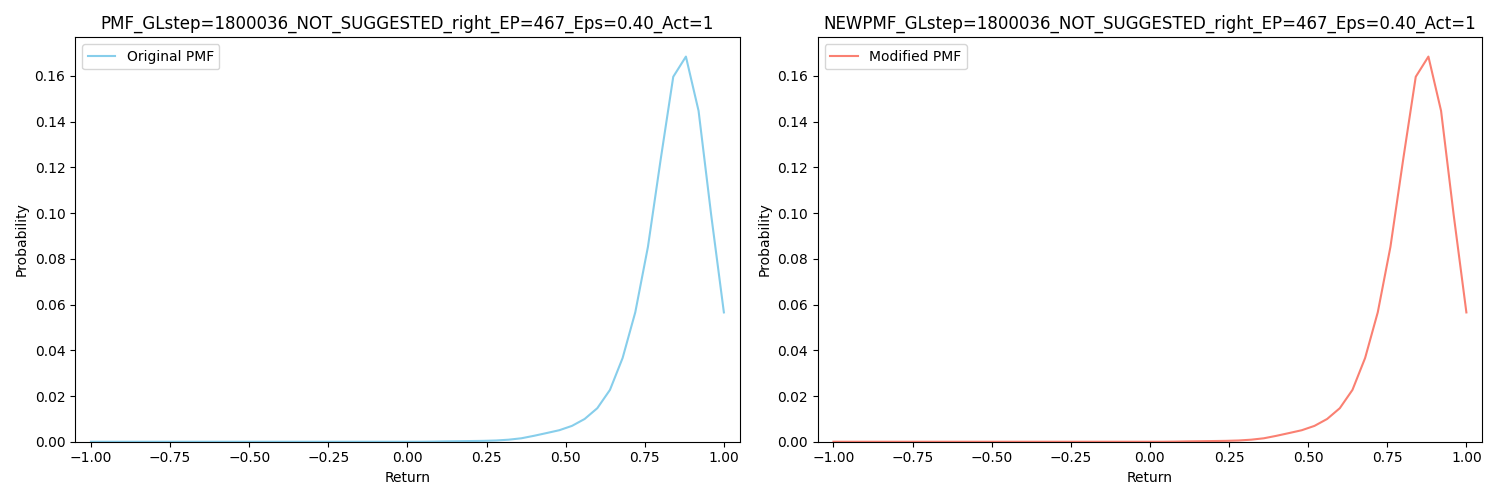 PMF_GLstep=1800036_NOT_SUGGESTED_right_EP=467_Eps=0.40_Act=1
Original PMF
Probability
0.16
0.14
0.12
0.10
0.08
0.06
0.04
0.02
0.00
−1.00 −0.75 −0.50 −0.25 0.00 0.25 0.50 0.75 1.00
Return
NEWPMF_GLstep=1800036_NOT_SUGGESTED_right_EP=467_Eps=0.40_Act=1
Modified PMF
Probability
0.16
0.14
0.12
0.10
0.08
0.06
0.04
0.02
0.00
−1.00 −0.75 −0.50 −0.25 0.00 0.25 0.50 0.75 1.00
Return